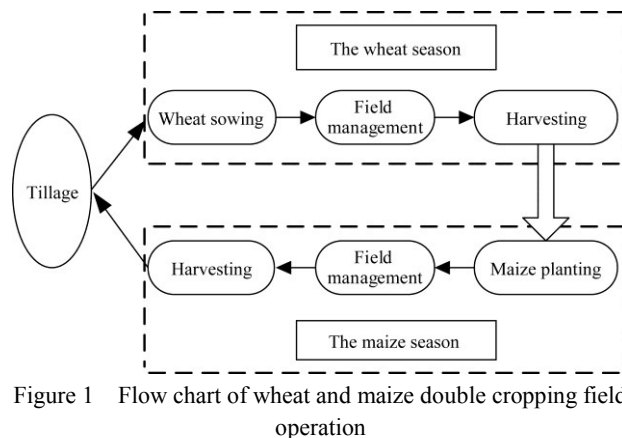 The wheat season
Wheat sowing
Field
management
Harvesting
Tillage
Harvesting
Field
management
Maize planting
The maize season
Figure 1 Flow chart of wheat and maize double cropping field
operation